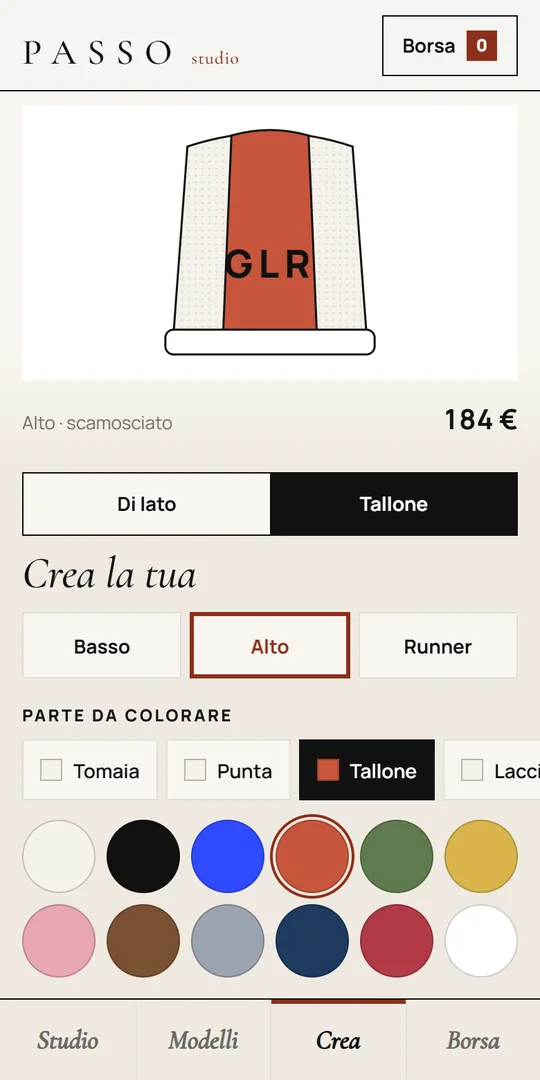 PASSO studio
Borsa 0
GLR
Alto · scamosciato
184 €
Di lato
Tallone
Crea la tua
Basso
Alto
Runner
PARTE DA COLORARE
Tomaia
Punta
Tallone
Lacci
Studio
Modelli
Crea
Borsa